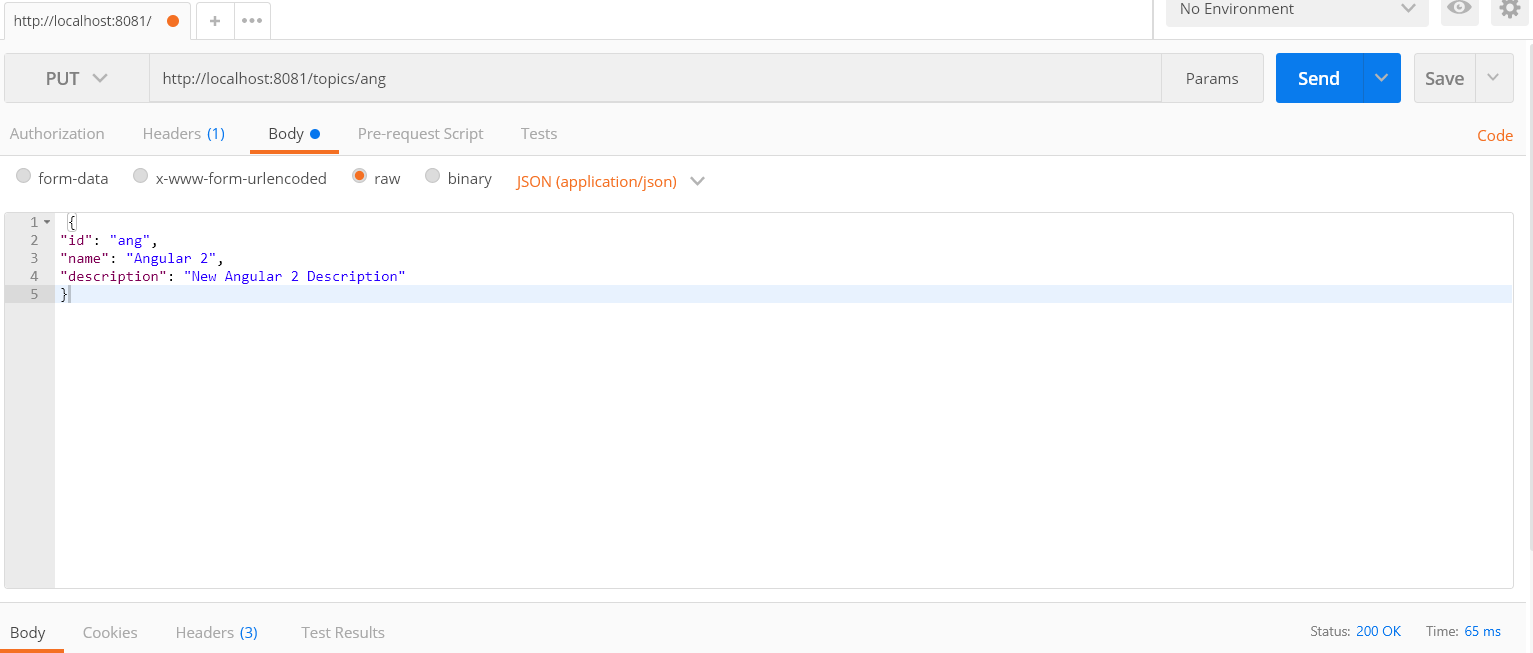 http://localhost:8081/
No Environment
PUT http://localhost:8081/topics/ang Params Send Save
Authorization Headers (1) Body Pre-request Script Tests Code
form-data x-www-form-urlencoded raw binary JSON (application/json)
1 {
2 "id": "ang",
3 "name": "Angular 2",
4 "description": "New Angular 2 Description"
5 }
Body Cookies Headers (3) Test Results Status: 200 OK Time: 65 ms